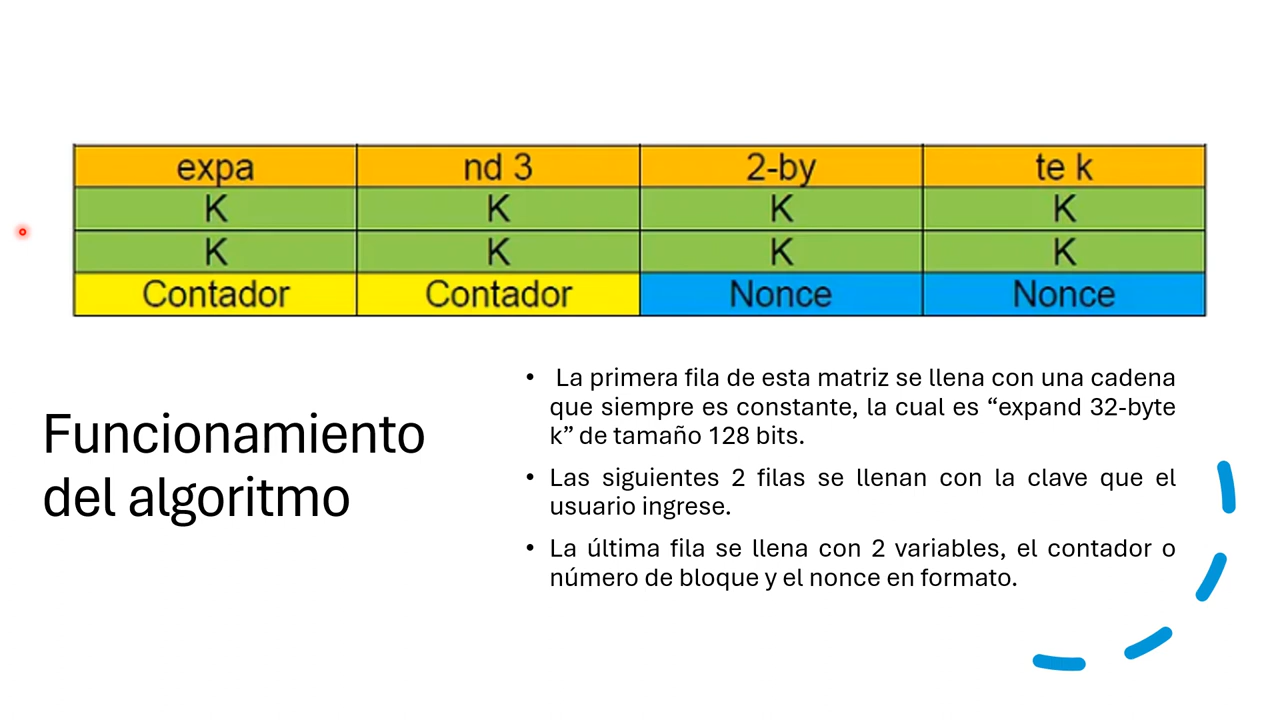 expa nd 3 2-by te k
K K K K
K K K K
Contador Contador Nonce Nonce
Funcionamiento
del algoritmo
• La primera fila de esta matriz se llena con una cadena
que siempre es constante, la cual es “expand 32-byte
k” de tamaño 128 bits.
• Las siguientes 2 filas se llenan con la clave que el
usuario ingrese.
• La última fila se llena con 2 variables, el contador o
número de bloque y el nonce en formato.